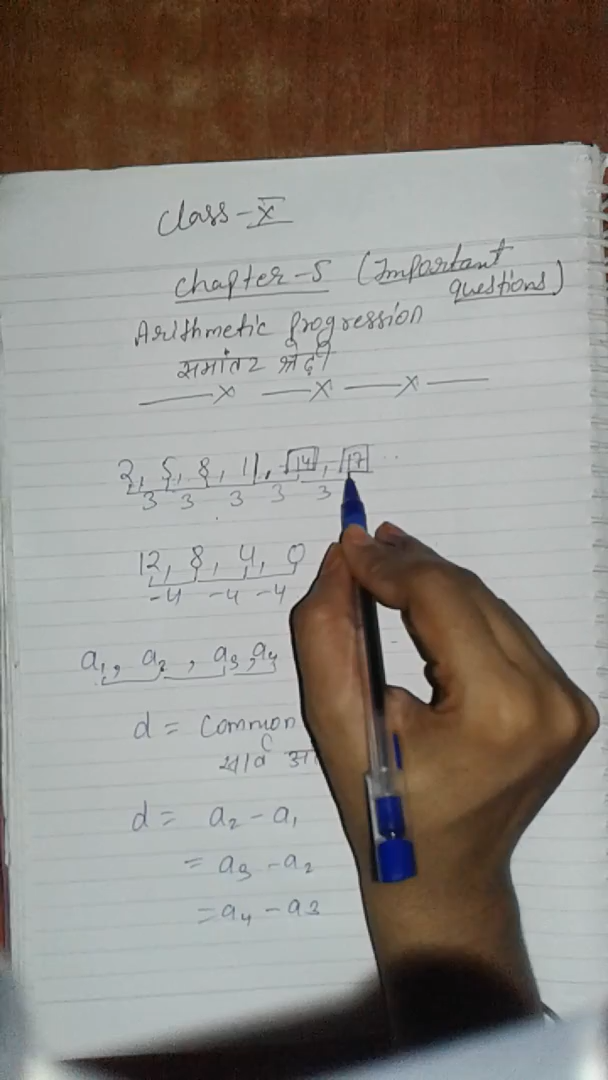 Class-X
Chapter-5 (Important questions)
Arithmetic Progression
समांतर श्रेढ़ी
x x x
2, 5, 8, 11, 14, 17 ..
3 3 3 3 3
12, 8, 4, 0
-4 -4 -4
a₁, a₂, a₃, a₄
d = Common
सार्व
d = a₂ - a₁
= a₃ - a₂
= a₄ - a₃